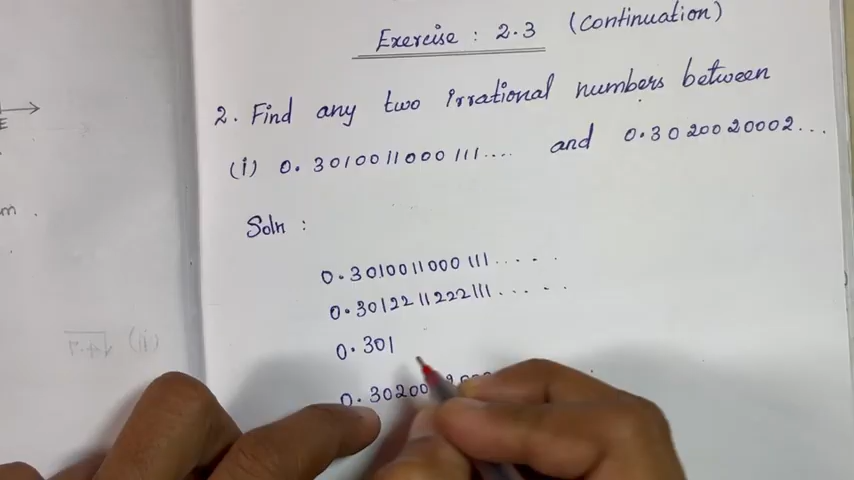 Exercise : 2.3 (continuation)
2. Find any two irrational numbers between
(i) 0.3010011000111.... and 0.3020020002...
Soln :
0.3010011000111.....
0.3012211222111.....
0.301
0.30200